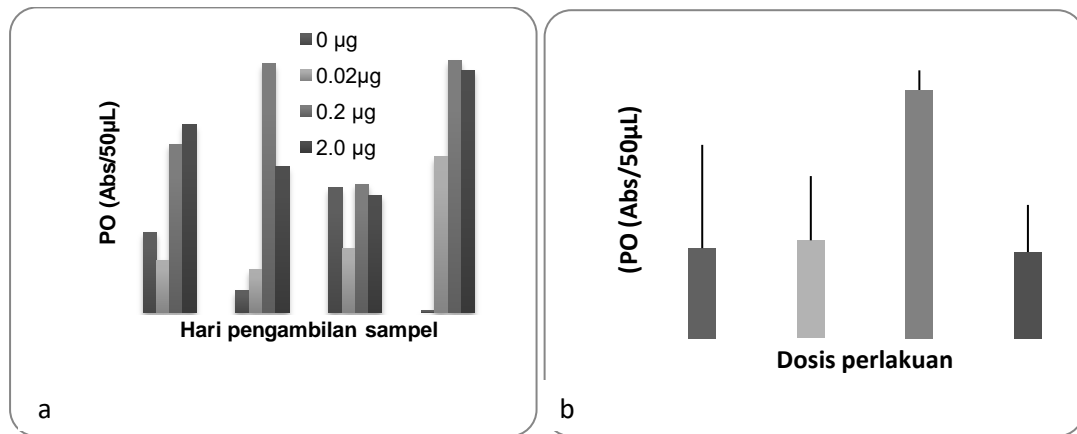 PO (Abs/50µL)
0 µg
0.02µg
0.2 µg
2.0 µg
Hari pengambilan sampel
a
(PO (Abs/50µL)
Dosis perlakuan
b